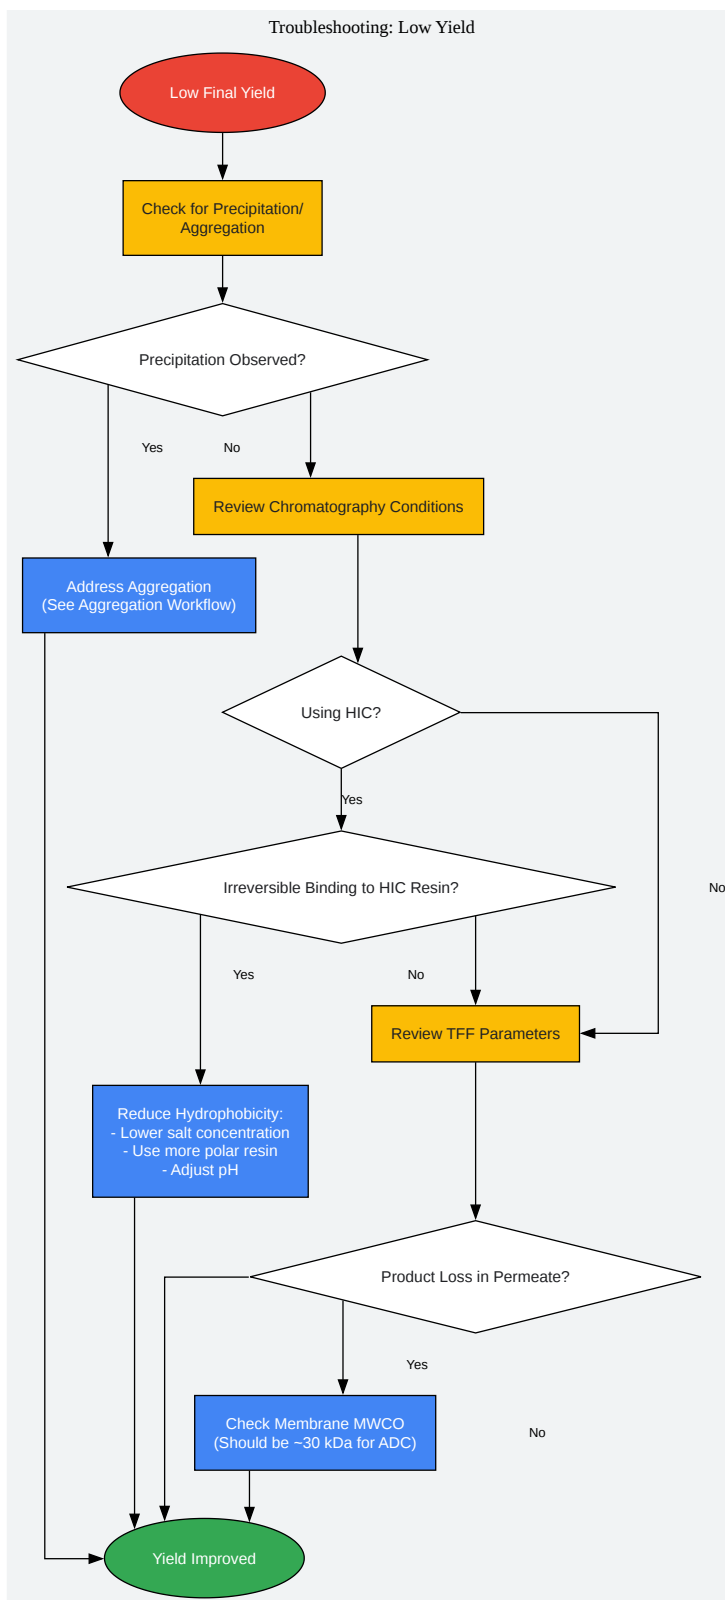 Troubleshooting: Low Yield
Low Final Yield
Check for Precipitation/
Aggregation
Precipitation Observed?
Yes
No
Review Chromatography Conditions
Address Aggregation
(See Aggregation Workflow)
Using HIC?
Yes
Irreversible Binding to HIC Resin?
No
Yes
No
Review TFF Parameters
Reduce Hydrophobicity:
- Lower salt concentration
- Use more polar resin
- Adjust pH
Product Loss in Permeate?
Yes
Check Membrane MWCO
(Should be ~30 kDa for ADC)
No
Yield Improved